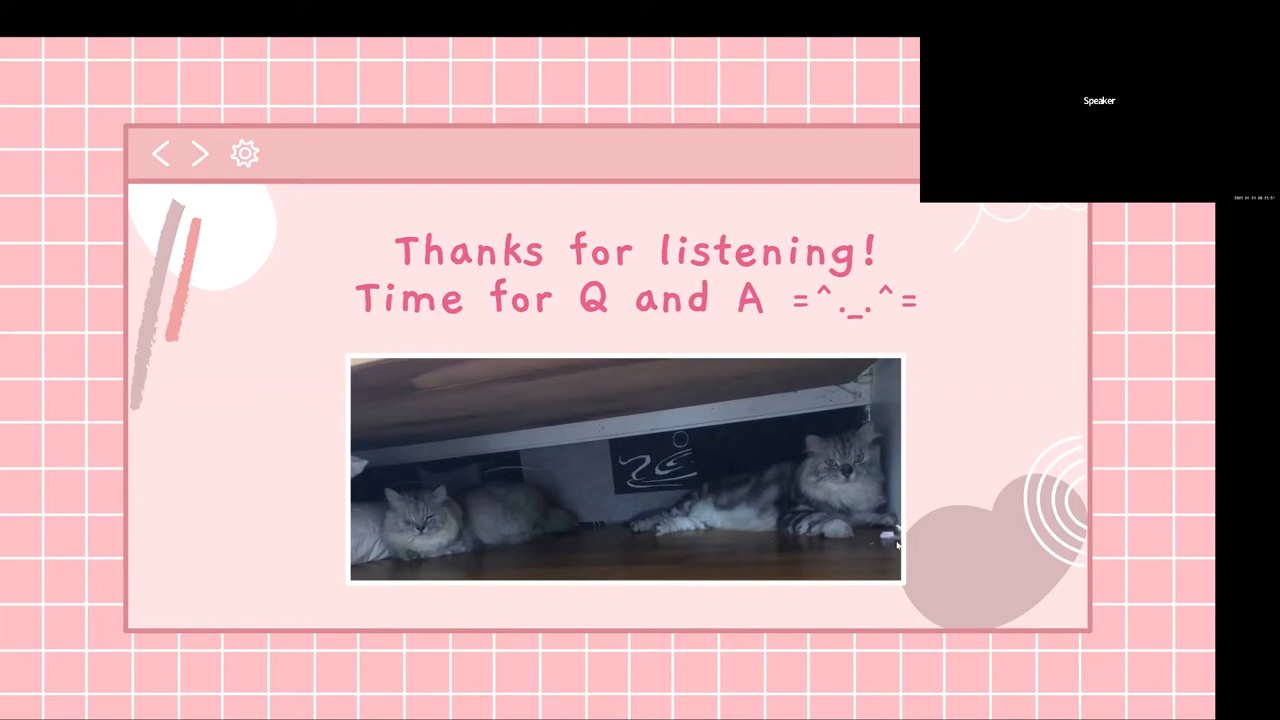 Speaker
Thanks for listening!
Time for Q and A =^._.^=